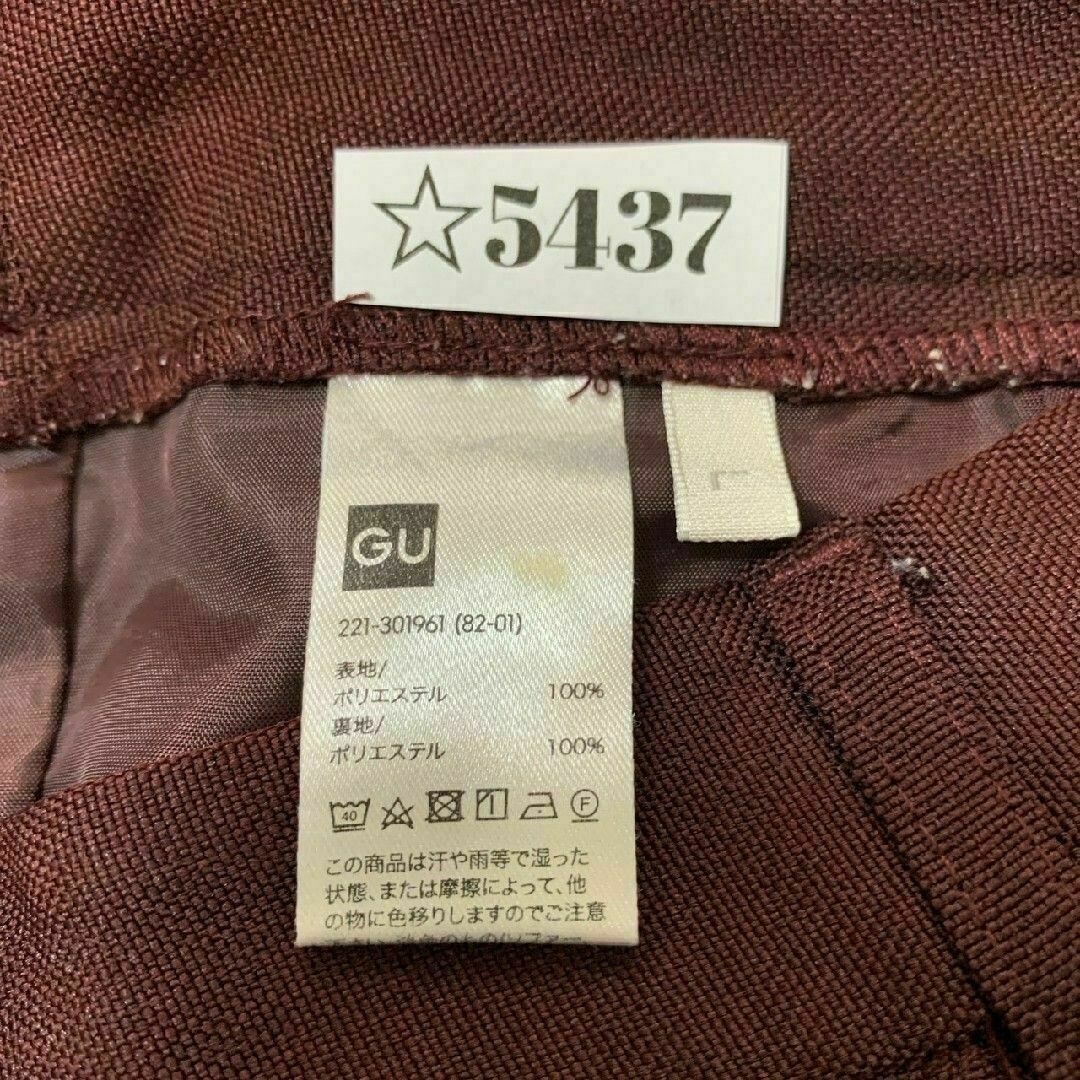 ☆5437
L
GU
221-301961 (82-01)
表地/
ポリエステル 100%
裏地/
ポリエステル 100%
40 F
この商品は汗や雨等で湿った
状態、または摩擦によって、他
の物に色移りしますのでご注意